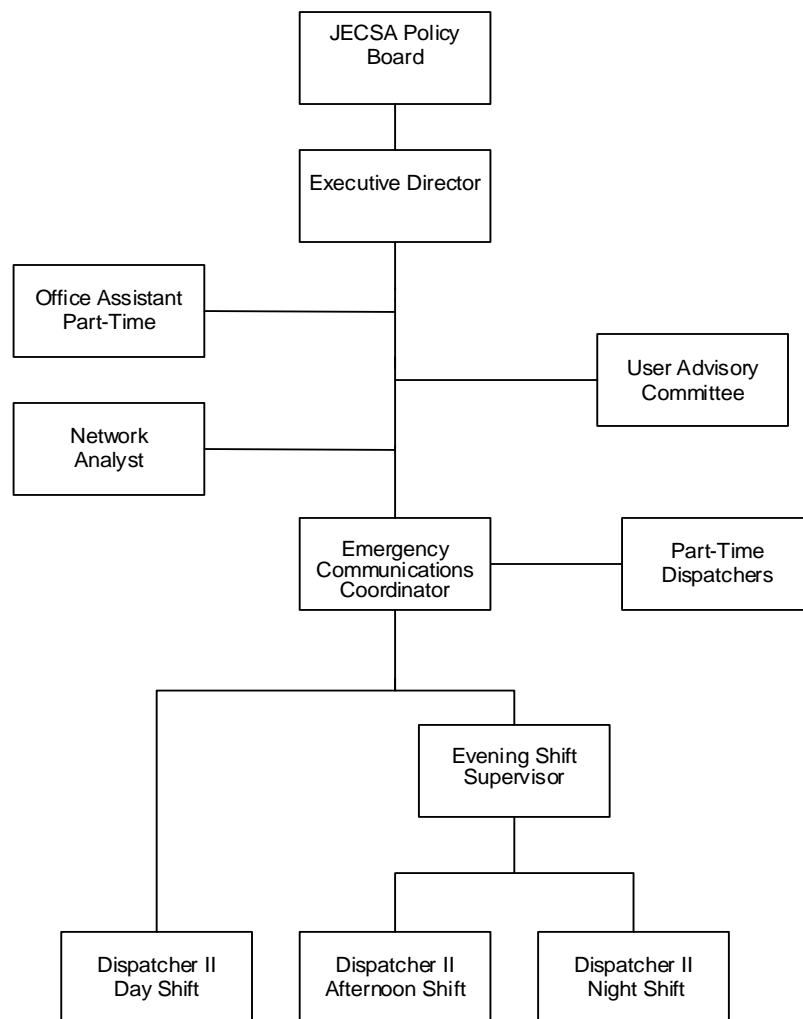 JECSA Policy
Board
Executive Director
Office Assistant
Part-Time
User Advisory
Committee
Network
Analyst
Emergency
Communications
Coordinator
Part-Time
Dispatchers
Evening Shift
Supervisor
Dispatcher II
Day Shift
Dispatcher II
Afternoon Shift
Dispatcher II
Night Shift